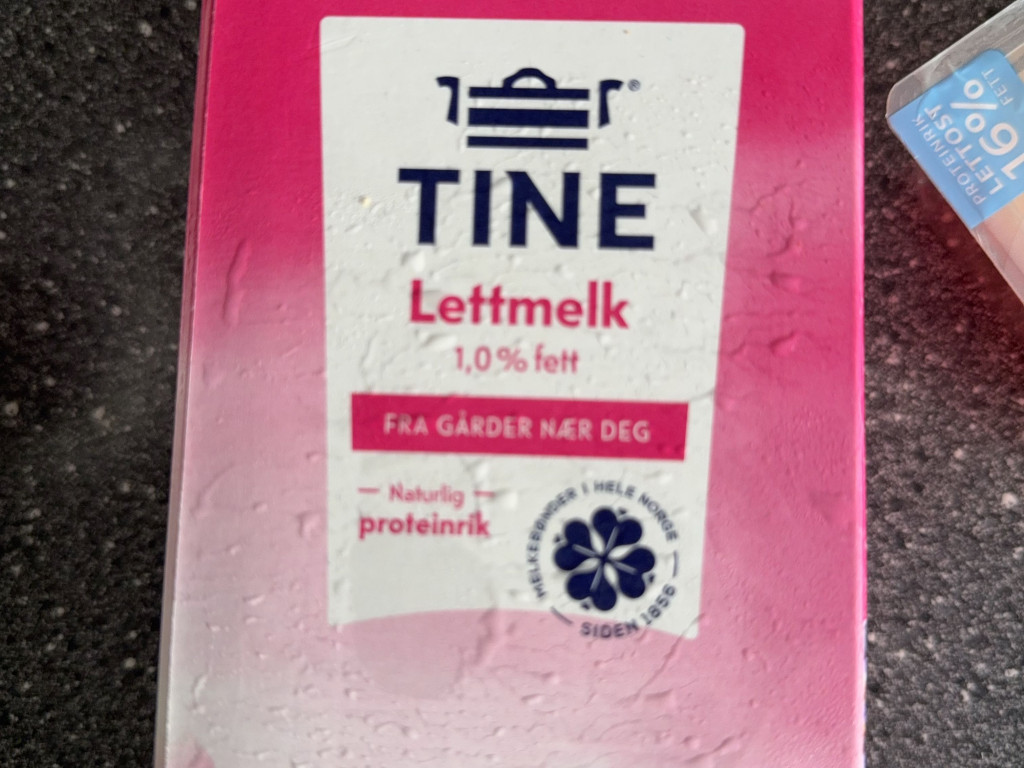 ®
TINE
Lettmelk
1,0 % fett
FRA GÅRDER NÆR DEG
— Naturlig —
proteinrik
MELKEBØNDER I HELE NORGE
— SIDEN 1856 —
PROTEINRIK
LETTOST
16% FETT